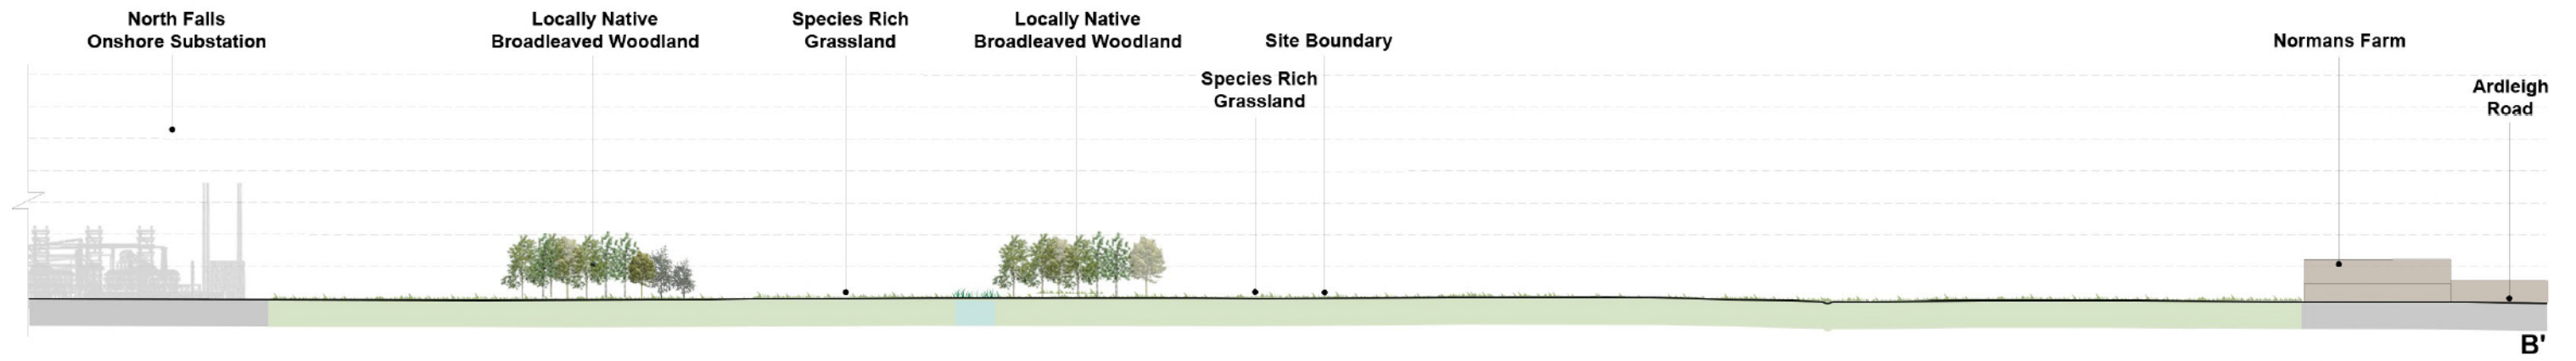 North Falls
Onshore Substation
Locally Native
Broadleaved Woodland
Species Rich
Grassland
Locally Native
Broadleaved Woodland
Species Rich
Grassland
Site Boundary
Normans Farm
Ardleigh
Road
B'